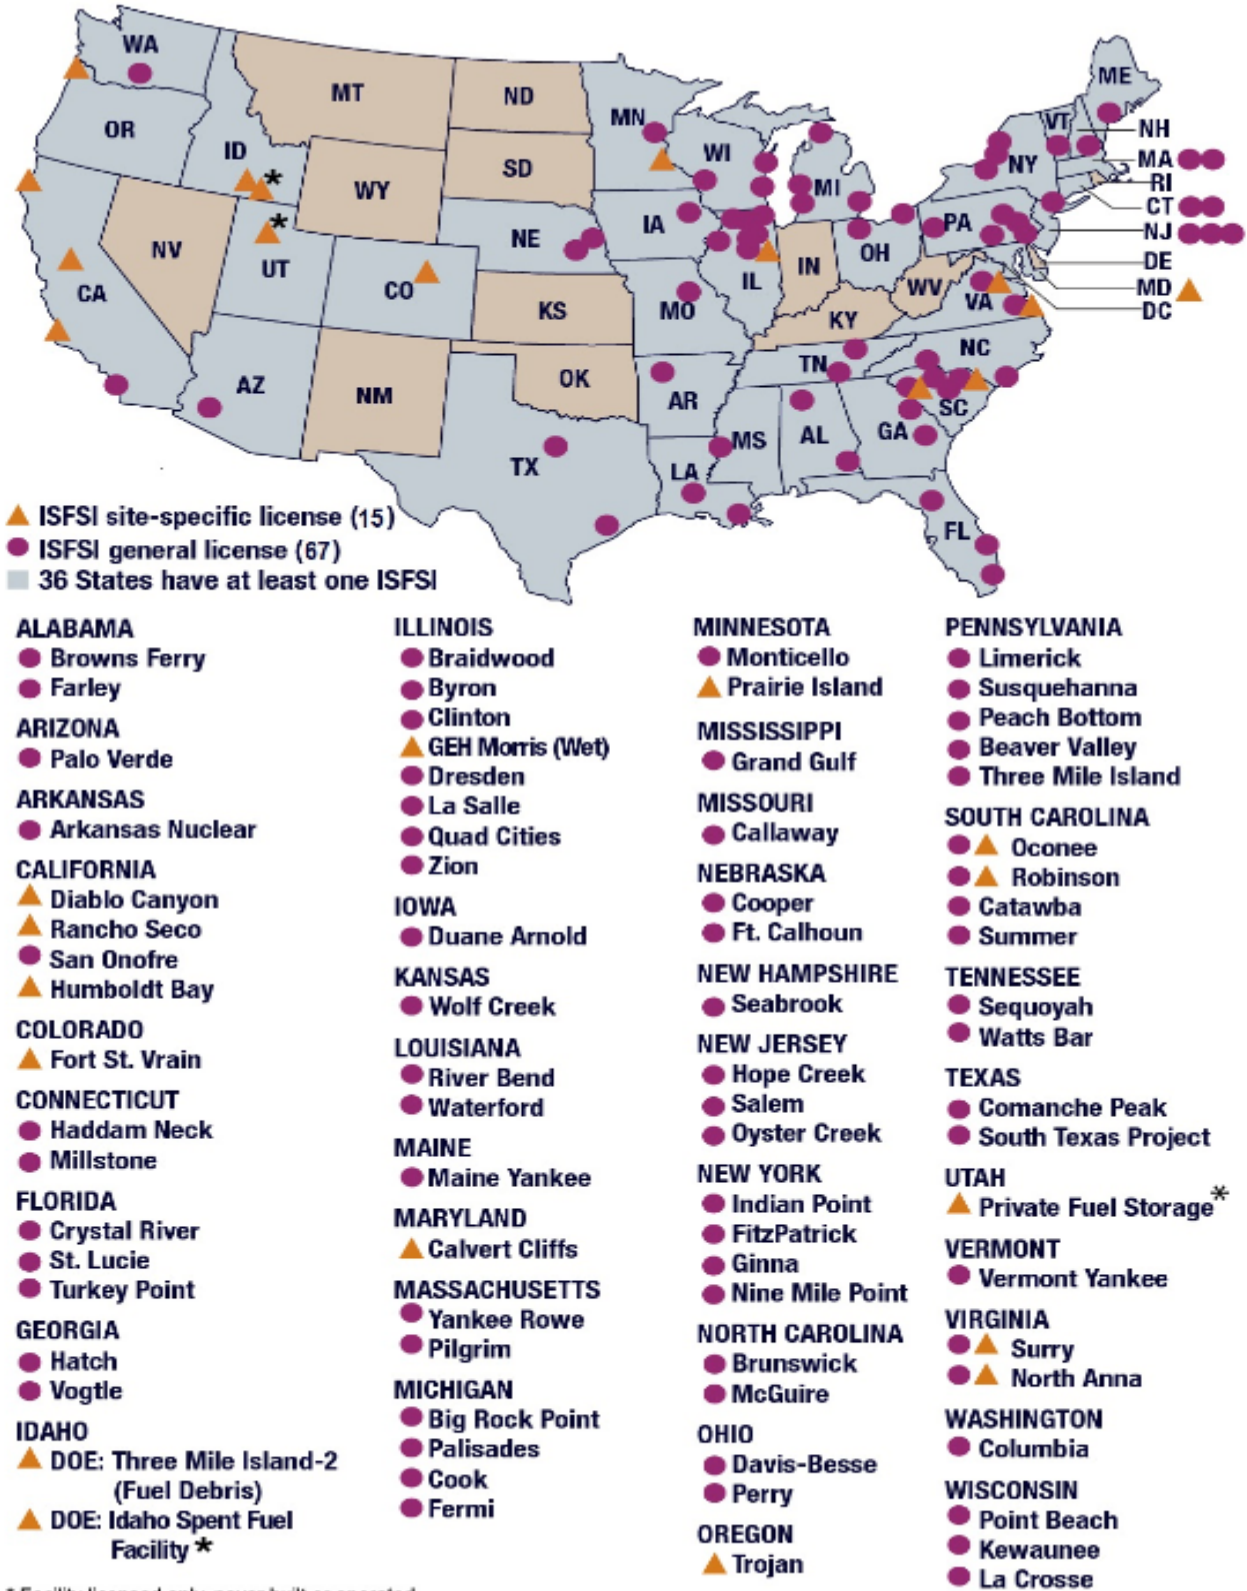 WA
MT
ND
MN
ME
OR
ID
*
SD
WI
MI
VT
NH
NY
MA
RI
CT
WY
IA
NE
PA
NJ
NV
*
UT
CO
IL
IN
OH
DE
MD
DC
WV
VA
CA
KS
MO
KY
NC
TN
AZ
NM
OK
AR
SC
MS
AL
GA
TX
LA
FL
ISFSI site-specific license (15)
ISFSI general license (67)
36 States have at least one ISFSI
ALABAMA
Browns Ferry
Farley
ARIZONA
Palo Verde
ARKANSAS
Arkansas Nuclear
CALIFORNIA
Diablo Canyon
Rancho Seco
San Onofre
Humboldt Bay
COLORADO
Fort St. Vrain
CONNECTICUT
Haddam Neck
Millstone
FLORIDA
Crystal River
St. Lucie
Turkey Point
GEORGIA
Hatch
Vogtle
IDAHO
DOE: Three Mile Island-2
(Fuel Debris)
DOE: Idaho Spent Fuel
Facility *
ILLINOIS
Braidwood
Byron
Clinton
GEH Morris (Wet)
Dresden
La Salle
Quad Cities
Zion
IOWA
Duane Arnold
KANSAS
Wolf Creek
LOUISIANA
River Bend
Waterford
MAINE
Maine Yankee
MARYLAND
Calvert Cliffs
MASSACHUSETTS
Yankee Rowe
Pilgrim
MICHIGAN
Big Rock Point
Palisades
Cook
Fermi
MINNESOTA
Monticello
Prairie Island
MISSISSIPPI
Grand Gulf
MISSOURI
Callaway
NEBRASKA
Cooper
Ft. Calhoun
NEW HAMPSHIRE
Seabrook
NEW JERSEY
Hope Creek
Salem
Oyster Creek
NEW YORK
Indian Point
FitzPatrick
Ginna
Nine Mile Point
NORTH CAROLINA
Brunswick
McGuire
OHIO
Davis-Besse
Perry
OREGON
Trojan
PENNSYLVANIA
Limerick
Susquehanna
Peach Bottom
Beaver Valley
Three Mile Island
SOUTH CAROLINA
Oconee
Robinson
Catawba
Summer
TENNESSEE
Sequoyah
Watts Bar
TEXAS
Comanche Peak
South Texas Project
UTAH
Private Fuel Storage*
VERMONT
Vermont Yankee
VIRGINIA
Surry
North Anna
WASHINGTON
Columbia
WISCONSIN
Point Beach
Kewaunee
La Crosse